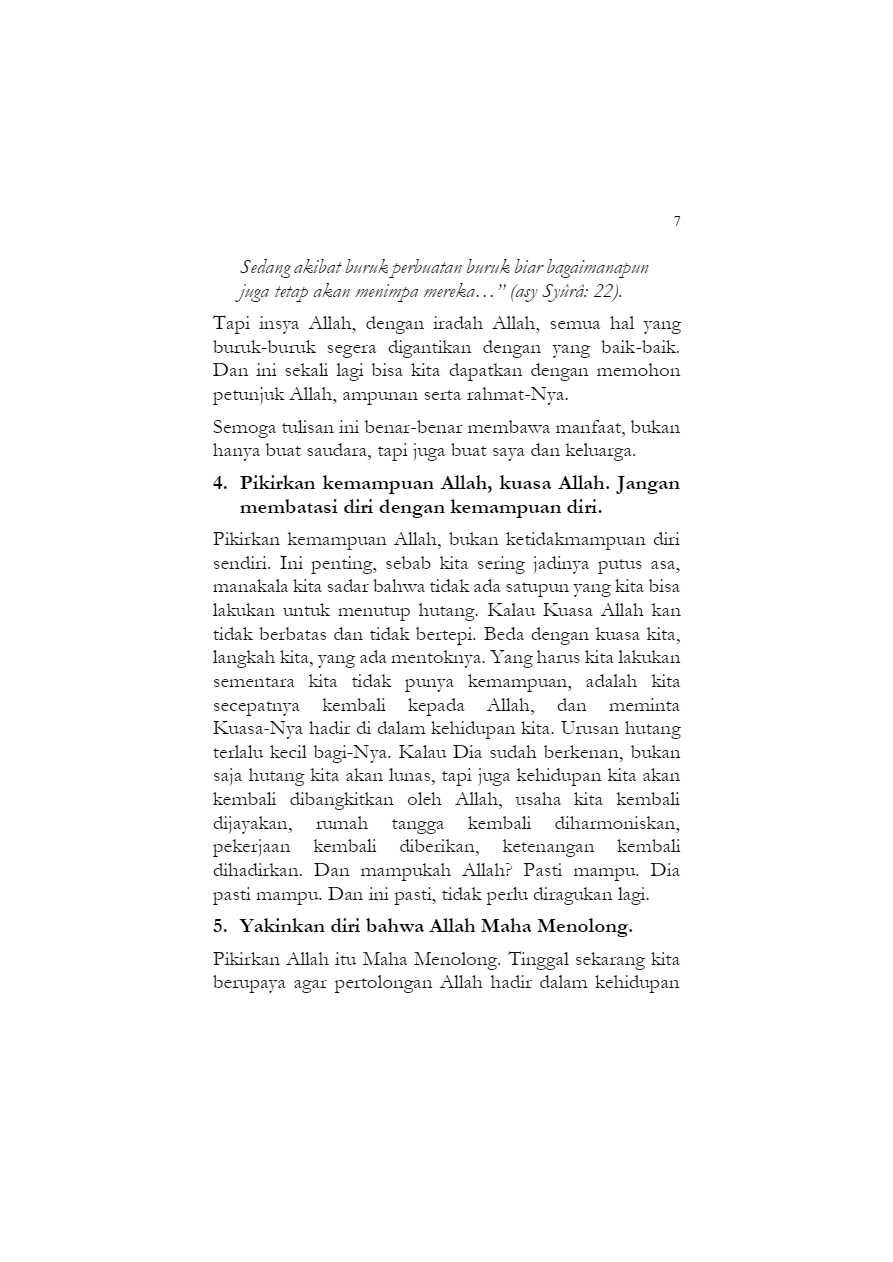 7
Sedang akibat buruk perbuatan buruk biar bagaimanapun
juga tetap akan menimpa mereka…” (asy Syûrâ: 22).
Tapi insya Allah, dengan iradah Allah, semua hal yang
buruk-buruk segera digantikan dengan yang baik-baik.
Dan ini sekali lagi bisa kita dapatkan dengan memohon
petunjuk Allah, ampunan serta rahmat-Nya.
Semoga tulisan ini benar-benar membawa manfaat, bukan
hanya buat saudara, tapi juga buat saya dan keluarga.
4. Pikirkan kemampuan Allah, kuasa Allah. Jangan
membatasi diri dengan kemampuan diri.
Pikirkan kemampuan Allah, bukan ketidakmampuan diri
sendiri. Ini penting, sebab kita sering jadinya putus asa,
manakala kita sadar bahwa tidak ada satupun yang kita bisa
lakukan untuk menutup hutang. Kalau Kuasa Allah kan
tidak berbatas dan tidak bertepi. Beda dengan kuasa kita,
langkah kita, yang ada mentoknya. Yang harus kita lakukan
sementara kita tidak punya kemampuan, adalah kita
secepatnya kembali kepada Allah, dan meminta
Kuasa-Nya hadir di dalam kehidupan kita. Urusan hutang
terlalu kecil bagi-Nya. Kalau Dia sudah berkenan, bukan
saja hutang kita akan lunas, tapi juga kehidupan kita akan
kembali dibangkitkan oleh Allah, usaha kita kembali
dijayakan, rumah tangga kembali diharmoniskan,
pekerjaan kembali diberikan, ketenangan kembali
dihadirkan. Dan mampukah Allah? Pasti mampu. Dia
pasti mampu. Dan ini pasti, tidak perlu diragukan lagi.
5. Yakinkan diri bahwa Allah Maha Menolong.
Pikirkan Allah itu Maha Menolong. Tinggal sekarang kita
berupaya agar pertolongan Allah hadir dalam kehidupan